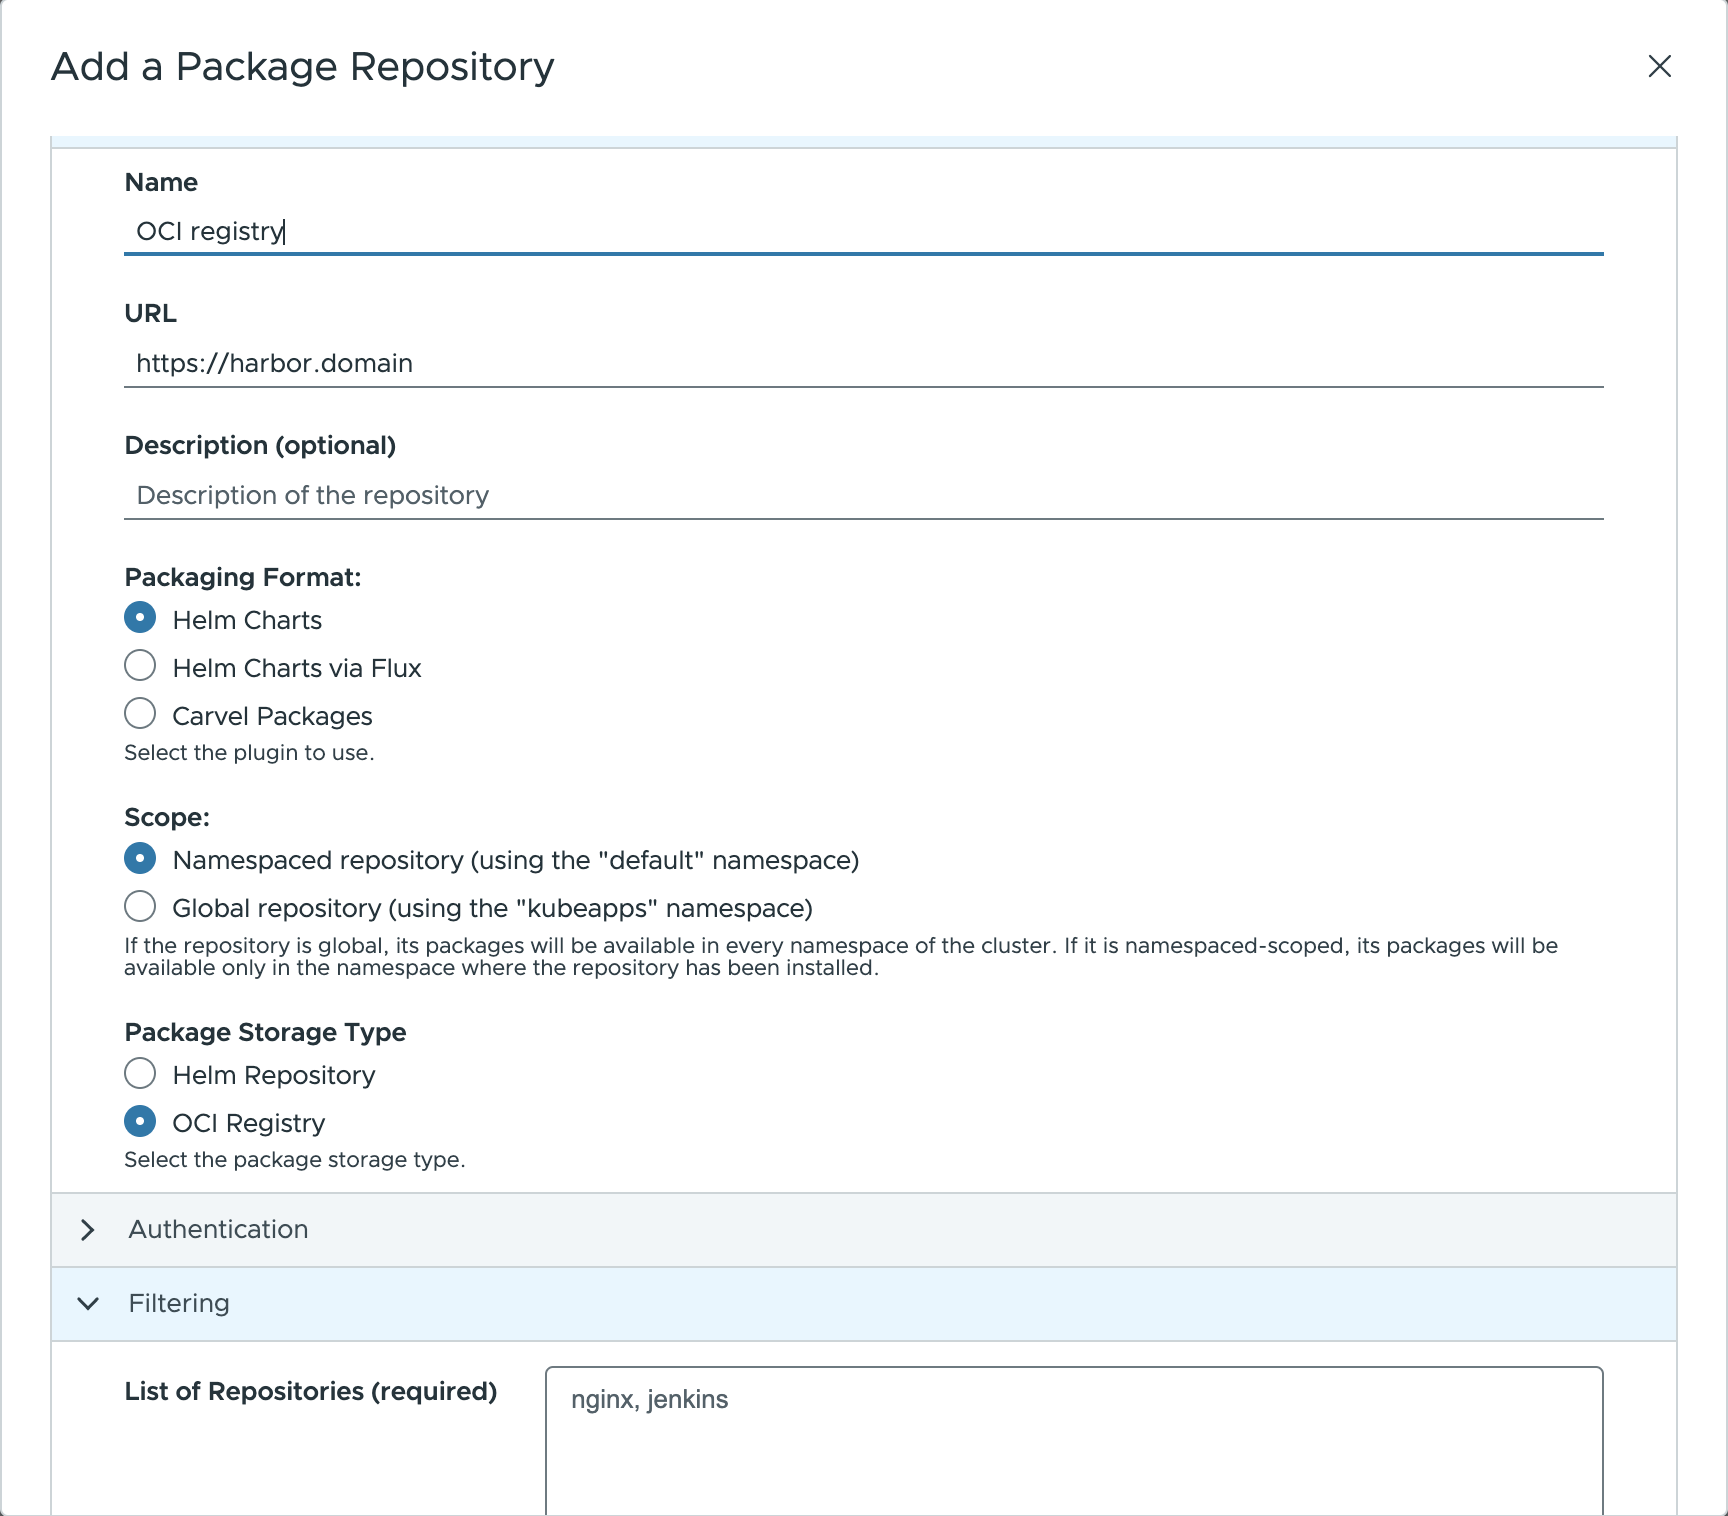 Add a Package Repository
Name
OCI registry
URL
https://harbor.domain
Description (optional)
Description of the repository
Packaging Format:
Helm Charts
Helm Charts via Flux
Carvel Packages
Select the plugin to use.
Scope:
Namespaced repository (using the "default" namespace)
Global repository (using the "kubeapps" namespace)
If the repository is global, its packages will be available in every namespace of the cluster. If it is namespaced-scoped, its packages will be
available only in the namespace where the repository has been installed.
Package Storage Type
Helm Repository
OCI Registry
Select the package storage type.
Authentication
Filtering
List of Repositories (required)
nginx, jenkins